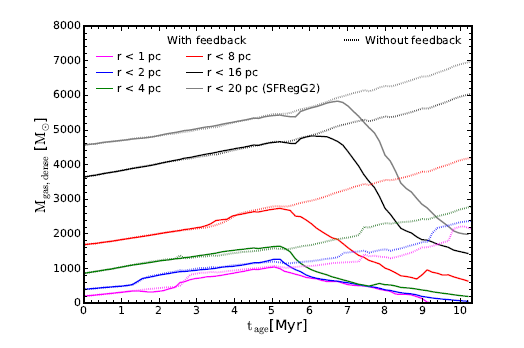 8000
7000
6000
5000
4000
3000
2000
1000
0
M_gas, dense [M_⊙]
With feedback
Without feedback
r < 1 pc
r < 8 pc
r < 2 pc
r < 16 pc
r < 4 pc
r < 20 pc (SFRegG2)
0 1 2 3 4 5 6 7 8 9 10
t_age[Myr]